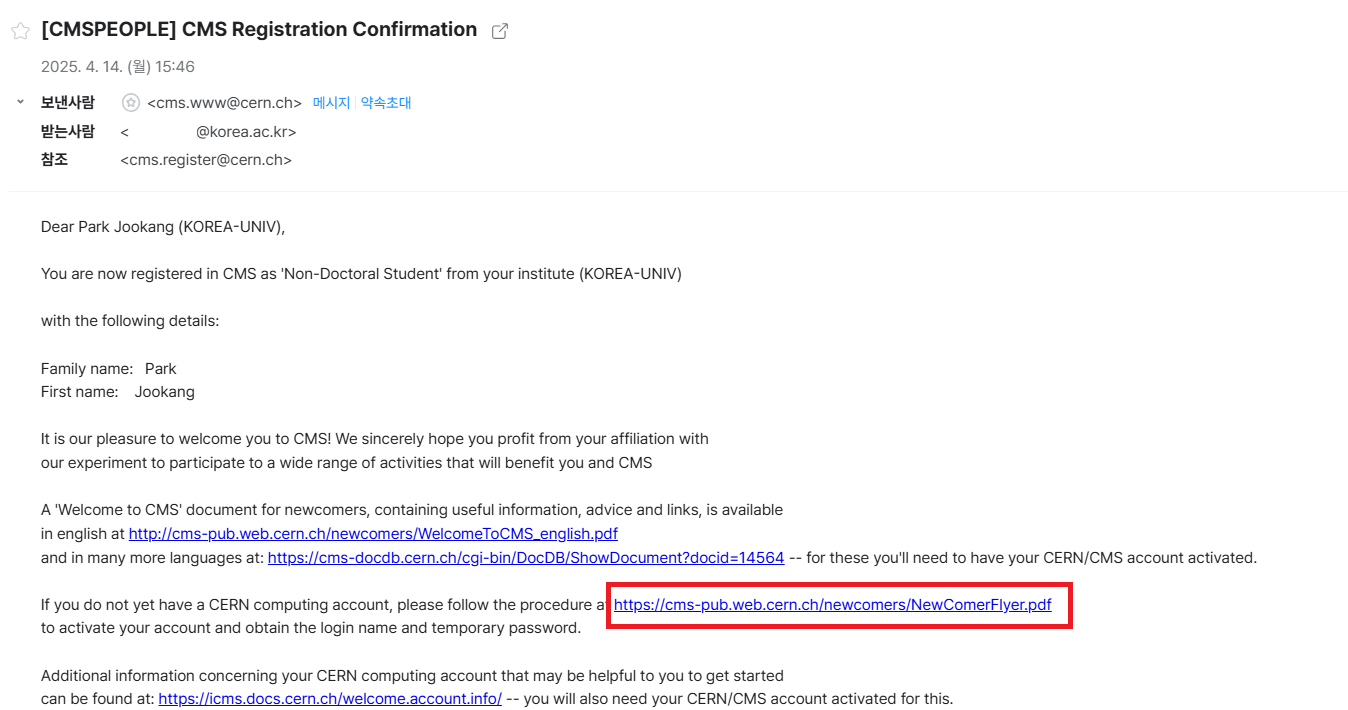 [CMSPEOPLE] CMS Registration Confirmation
2025. 4. 14. (월) 15:46
보낸사람 <cms.www@cern.ch> 메시지 약속초대
받는사람 < @korea.ac.kr>
참조 <cms.register@cern.ch>
Dear Park Jookang (KOREA-UNIV),
You are now registered in CMS as 'Non-Doctoral Student' from your institute (KOREA-UNIV)
with the following details:
Family name: Park
First name: Jookang
It is our pleasure to welcome you to CMS! We sincerely hope you profit from your affiliation with
our experiment to participate to a wide range of activities that will benefit you and CMS
A 'Welcome to CMS' document for newcomers, containing useful information, advice and links, is available
in english at http://cms-pub.web.cern.ch/newcomers/WelcomeToCMS_english.pdf
and in many more languages at: https://cms-docdb.cern.ch/cgi-bin/DocDB/ShowDocument?docid=14564 -- for these you'll need to have your CERN/CMS account activated.
If you do not yet have a CERN computing account, please follow the procedure at https://cms-pub.web.cern.ch/newcomers/NewComerFlyer.pdf
to activate your account and obtain the login name and temporary password.
Additional information concerning your CERN computing account that may be helpful to you to get started
can be found at: https://icms.docs.cern.ch/welcome.account.info/ -- you will also need your CERN/CMS account activated for this.